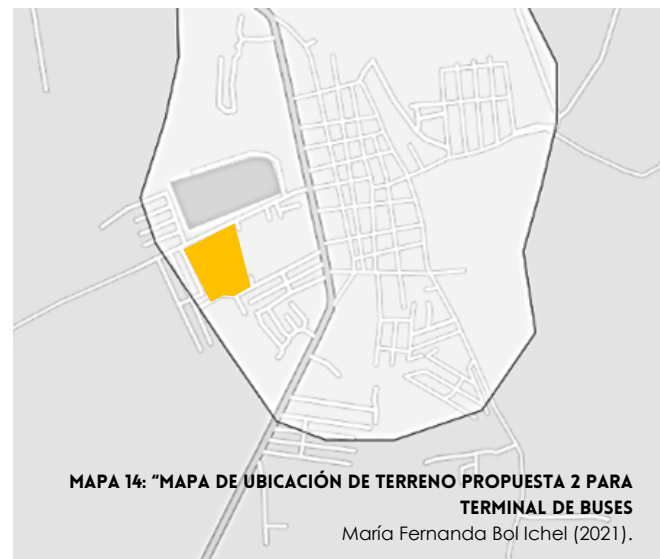 MAPA 14: “MAPA DE UBICACIÓN DE TERRENO PROPUESTA 2 PARA
TERMINAL DE BUSES
María Fernanda Bol Ichel (2021).